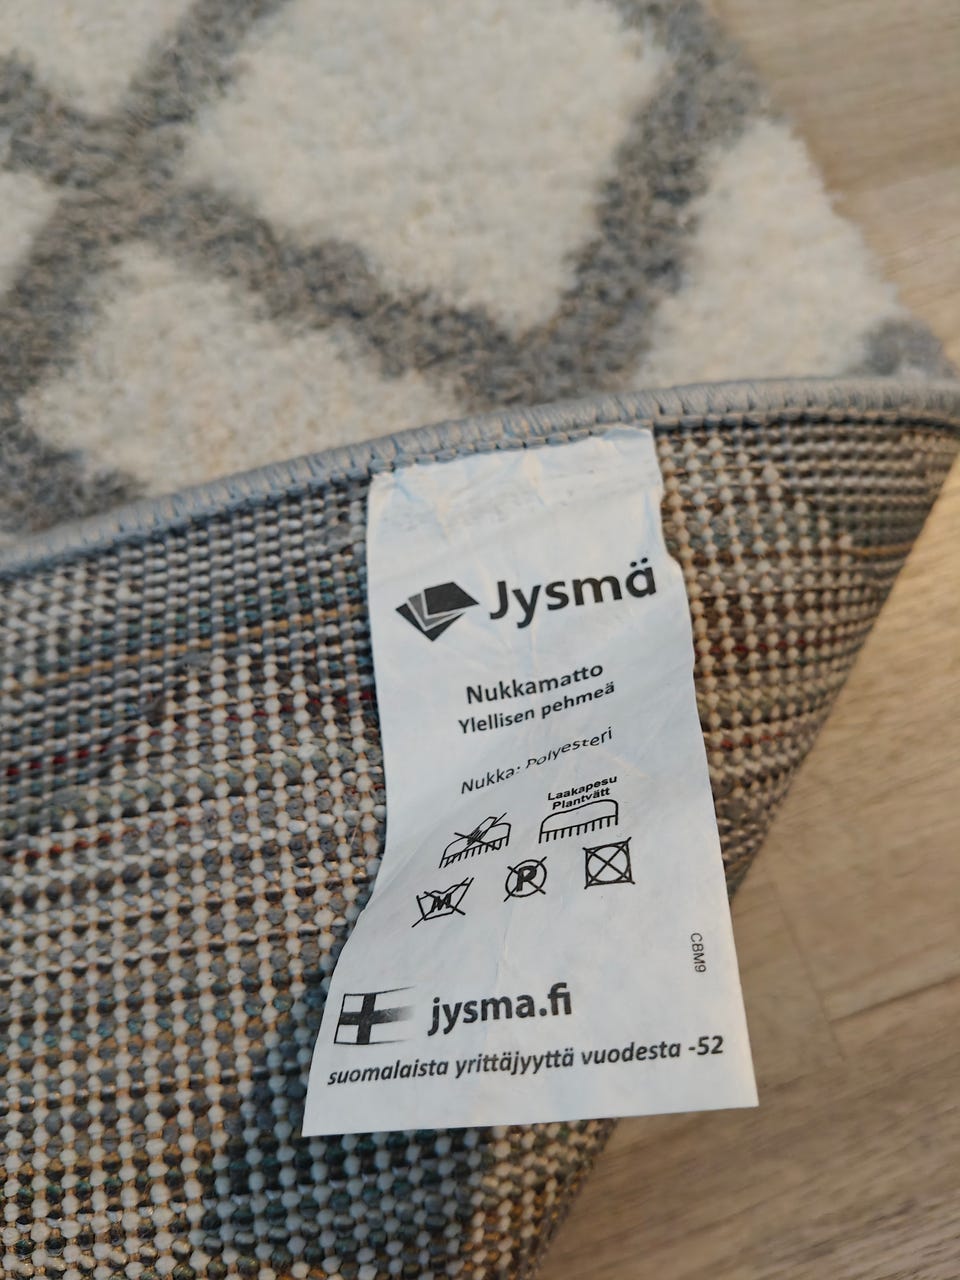 Jysmä
Nukkamatto
Ylellisen pehmeä
Nukka: Polyesteri
Laakapesu
Plantvätt
M
P
CBM9
jysma.fi
suomalaista yrittäjyyttä vuodesta -52